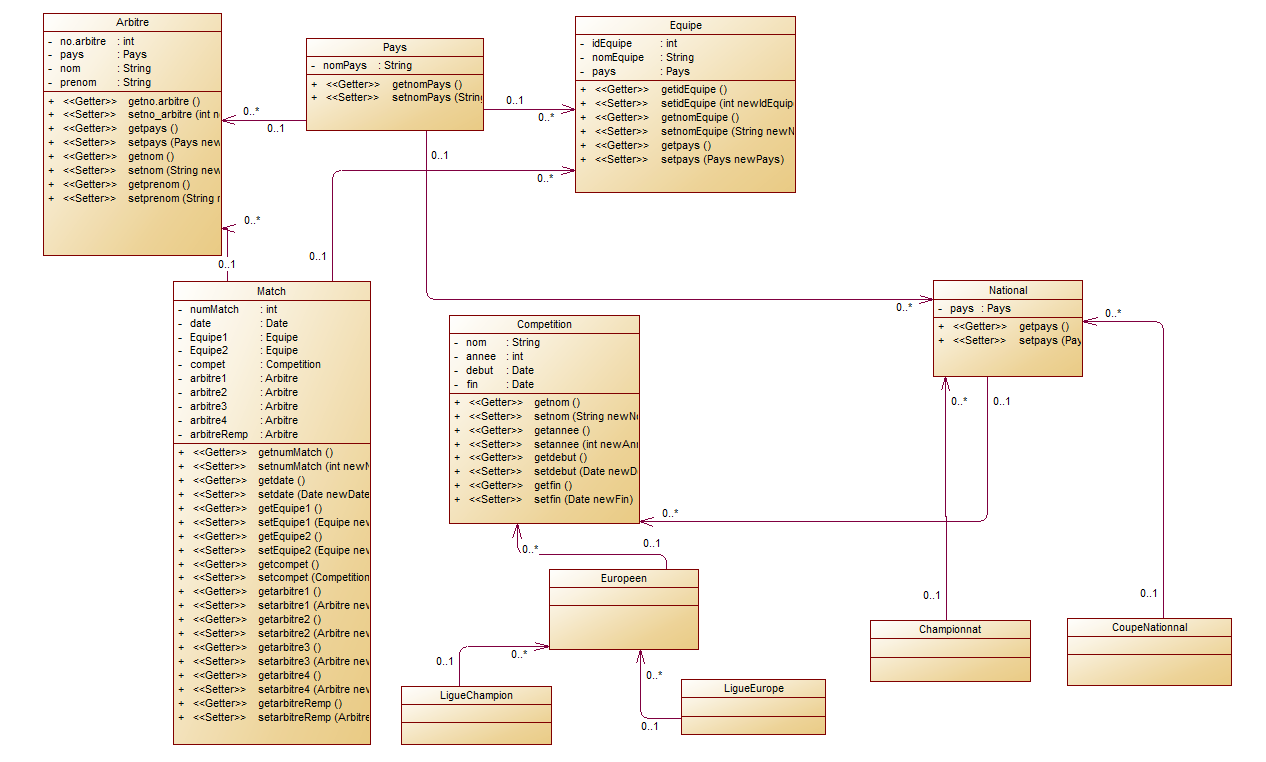 Arbitre
- no.arbitre : int
- pays : Pays
- nom : String
- prenom : String
+ <<Getter>> getno.arbitre ()
+ <<Setter>> setno_arbitre (int n
+ <<Getter>> getpays ()
+ <<Setter>> setpays (Pays new
+ <<Getter>> getnom ()
+ <<Setter>> setnom (String new
+ <<Getter>> getprenom ()
+ <<Setter>> setprenom (String n
Pays
- nomPays : String
+ <<Getter>> getnomPays ()
+ <<Setter>> setnomPays (String
Equipe
- idEquipe : int
- nomEquipe : String
- pays : Pays
+ <<Getter>> getidEquipe ()
+ <<Setter>> setidEquipe (int newIdEquipe
+ <<Getter>> getnomEquipe ()
+ <<Setter>> setnomEquipe (String newN
+ <<Getter>> getpays ()
+ <<Setter>> setpays (Pays newPays)
0..*
0..1
0..1
0..*
0..1
0..*
0..*
0..1
0..1
Match
- numMatch : int
- date : Date
- Equipe1 : Equipe
- Equipe2 : Equipe
- compet : Competition
- arbitre1 : Arbitre
- arbitre2 : Arbitre
- arbitre3 : Arbitre
- arbitre4 : Arbitre
- arbitreRemp : Arbitre
+ <<Getter>> getnumMatch ()
+ <<Setter>> setnumMatch (int newN
+ <<Getter>> getdate ()
+ <<Setter>> setdate (Date newDate
+ <<Getter>> getEquipe1 ()
+ <<Setter>> setEquipe1 (Equipe nev
+ <<Getter>> getEquipe2 ()
+ <<Setter>> setEquipe2 (Equipe nev
+ <<Getter>> getcompet ()
+ <<Setter>> setcompet (Competition
+ <<Getter>> getarbitre1 ()
+ <<Setter>> setarbitre1 (Arbitre nev
+ <<Getter>> getarbitre2 ()
+ <<Setter>> setarbitre2 (Arbitre nev
+ <<Getter>> getarbitre3 ()
+ <<Setter>> setarbitre3 (Arbitre nev
+ <<Getter>> getarbitre4 ()
+ <<Setter>> setarbitre4 (Arbitre nev
+ <<Getter>> getarbitreRemp ()
+ <<Setter>> setarbitreRemp (Arbitre
Competition
- nom : String
- annee : int
- debut : Date
- fin : Date
+ <<Getter>> getnom ()
+ <<Setter>> setnom (String newNo
+ <<Getter>> getannee ()
+ <<Setter>> setannee (int newAnn
+ <<Getter>> getdebut ()
+ <<Setter>> setdebut (Date newD
+ <<Getter>> getfin ()
+ <<Setter>> setfin (Date newFin)
National
- pays : Pays
+ <<Getter>> getpays ()
+ <<Setter>> setpays (Pay
0..*
0..*
0..*
0..1
0..*
0..*
0..1
Europeen
0..1
0..1
Championnat
CoupeNationnal
0..1
0..*
LigueChampion
0..*
0..1
LigueEurope